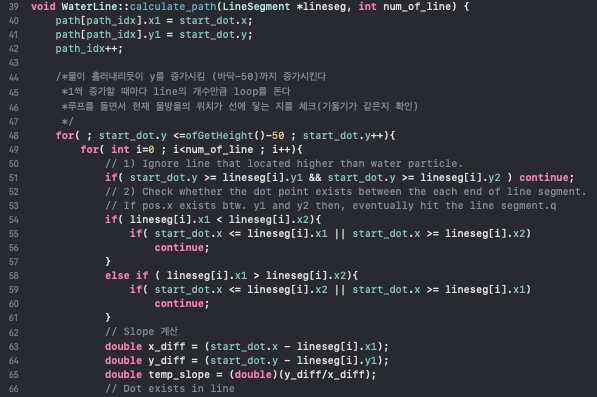 39 void WaterLine::calculate_path(LineSegment *lineseg, int num_of_line) {
40 path[path_idx].x1 = start_dot.x;
41 path[path_idx].y1 = start_dot.y;
42 path_idx++;
43
44 /*물이 흘러내리듯이 y를 증가시킴 (바닥-50)까지 증가시킨다
45 *1씩 증가할 때마다 line의 개수만큼 loop를 돈다
46 *루프를 돌면서 현재 물방울의 위치가 선에 닿는 지를 체크(기울기가 같은지 확인)
47 */
48 for( ; start_dot.y <=ofGetHeight()-50 ; start_dot.y++){
49 for( int i=0 ; i<num_of_line ; i++){
50 // 1) Ignore line that located higher than water particle.
51 if( start_dot.y >= lineseg[i].y1 && start_dot.y >= lineseg[i].y2 ) continue;
52 // 2) Check whether the dot point exists between the each end of line segment.
53 // If pos.x exists btw. y1 and y2 then, eventually hit the line segment.q
54 if( lineseg[i].x1 < lineseg[i].x2){
55 if( start_dot.x <= lineseg[i].x1 || start_dot.x >= lineseg[i].x2)
56 continue;
57 }
58 else if ( lineseg[i].x1 > lineseg[i].x2){
59 if( start_dot.x <= lineseg[i].x2 || start_dot.x >= lineseg[i].x1)
60 continue;
61 }
62 // Slope 계산
63 double x_diff = (start_dot.x - lineseg[i].x1);
64 double y_diff = (start_dot.y - lineseg[i].y1);
65 double temp_slope = (double)(y_diff/x_diff);
66 // Dot exists in line